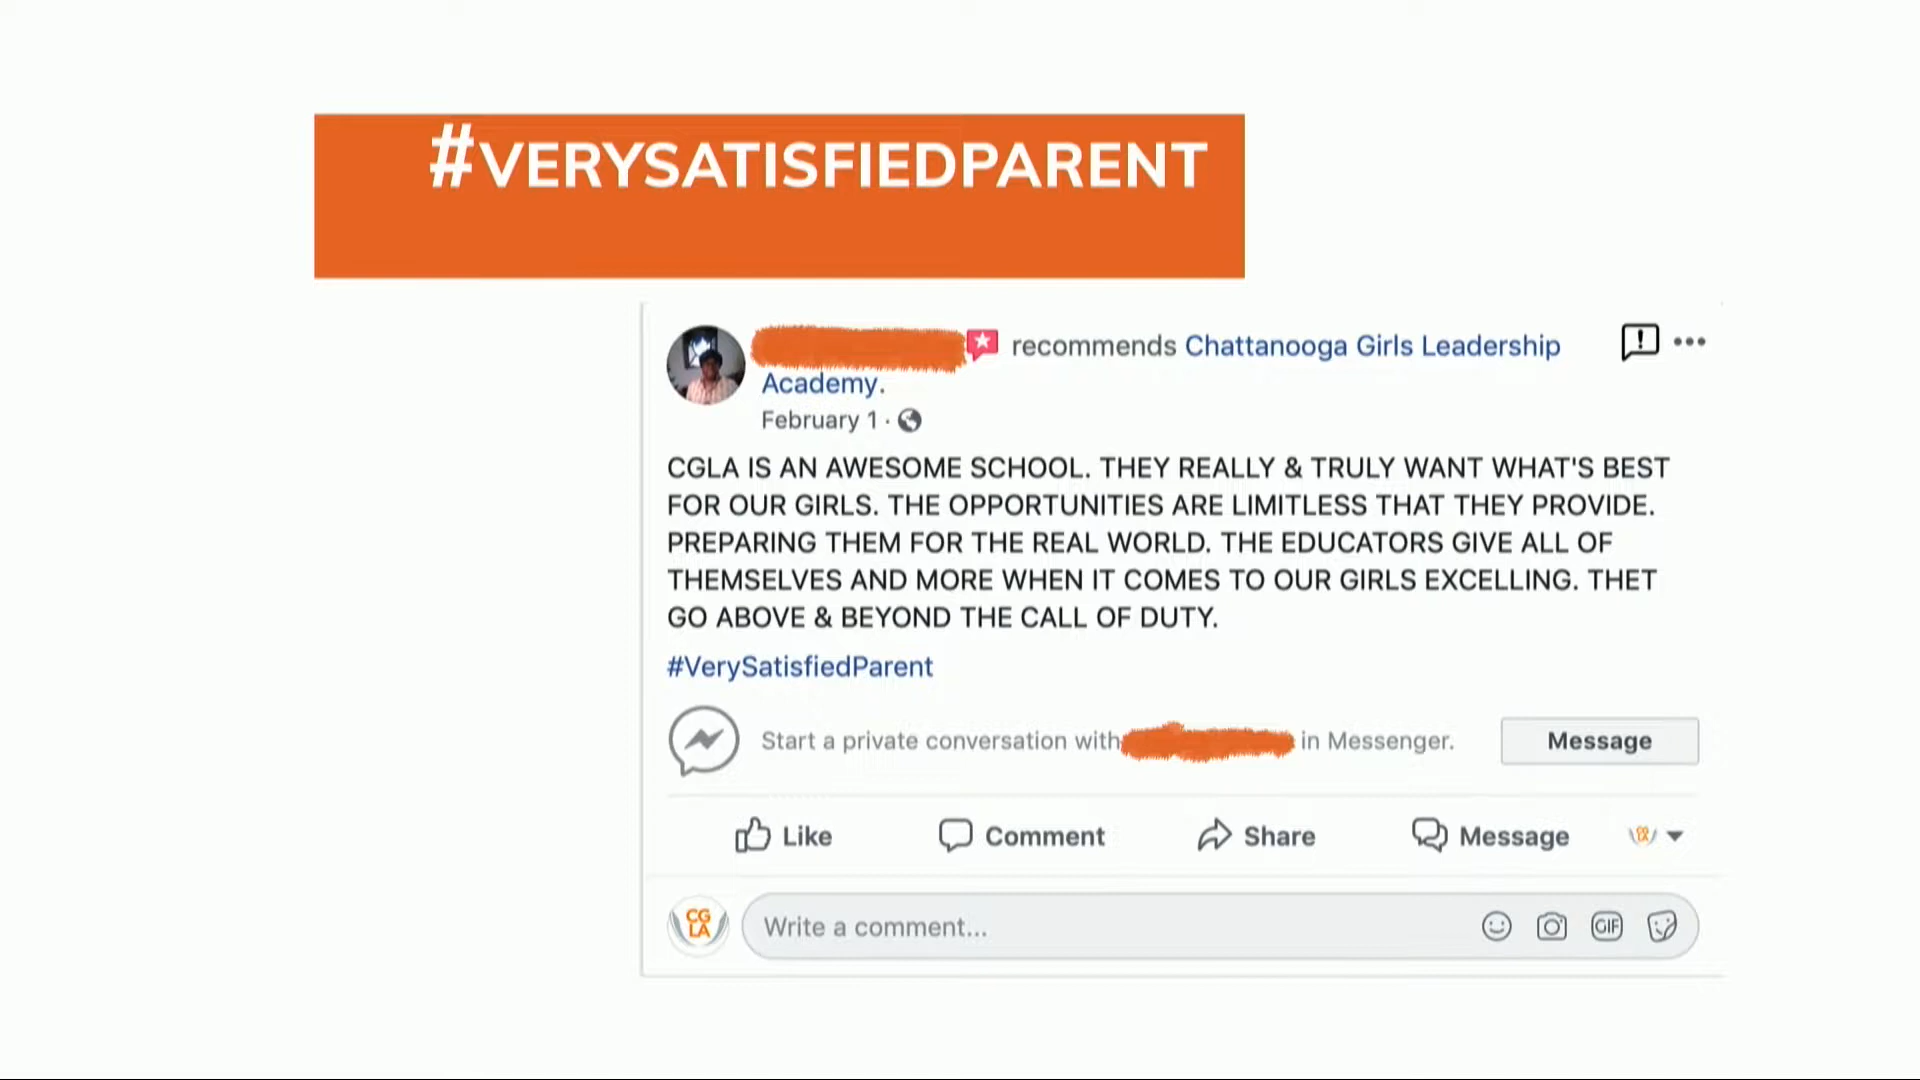 #VERYSATISFIEDPARENT
recommends Chattanooga Girls Leadership
Academy.
February 1 ·
CGLA IS AN AWESOME SCHOOL. THEY REALLY & TRULY WANT WHAT'S BEST
FOR OUR GIRLS. THE OPPORTUNITIES ARE LIMITLESS THAT THEY PROVIDE.
PREPARING THEM FOR THE REAL WORLD. THE EDUCATORS GIVE ALL OF
THEMSELVES AND MORE WHEN IT COMES TO OUR GIRLS EXCELLING. THET
GO ABOVE & BEYOND THE CALL OF DUTY.
#VerySatisfiedParent
Start a private conversation with in Messenger. Message
Like Comment Share Message
CG
LA
Write a comment... GIF